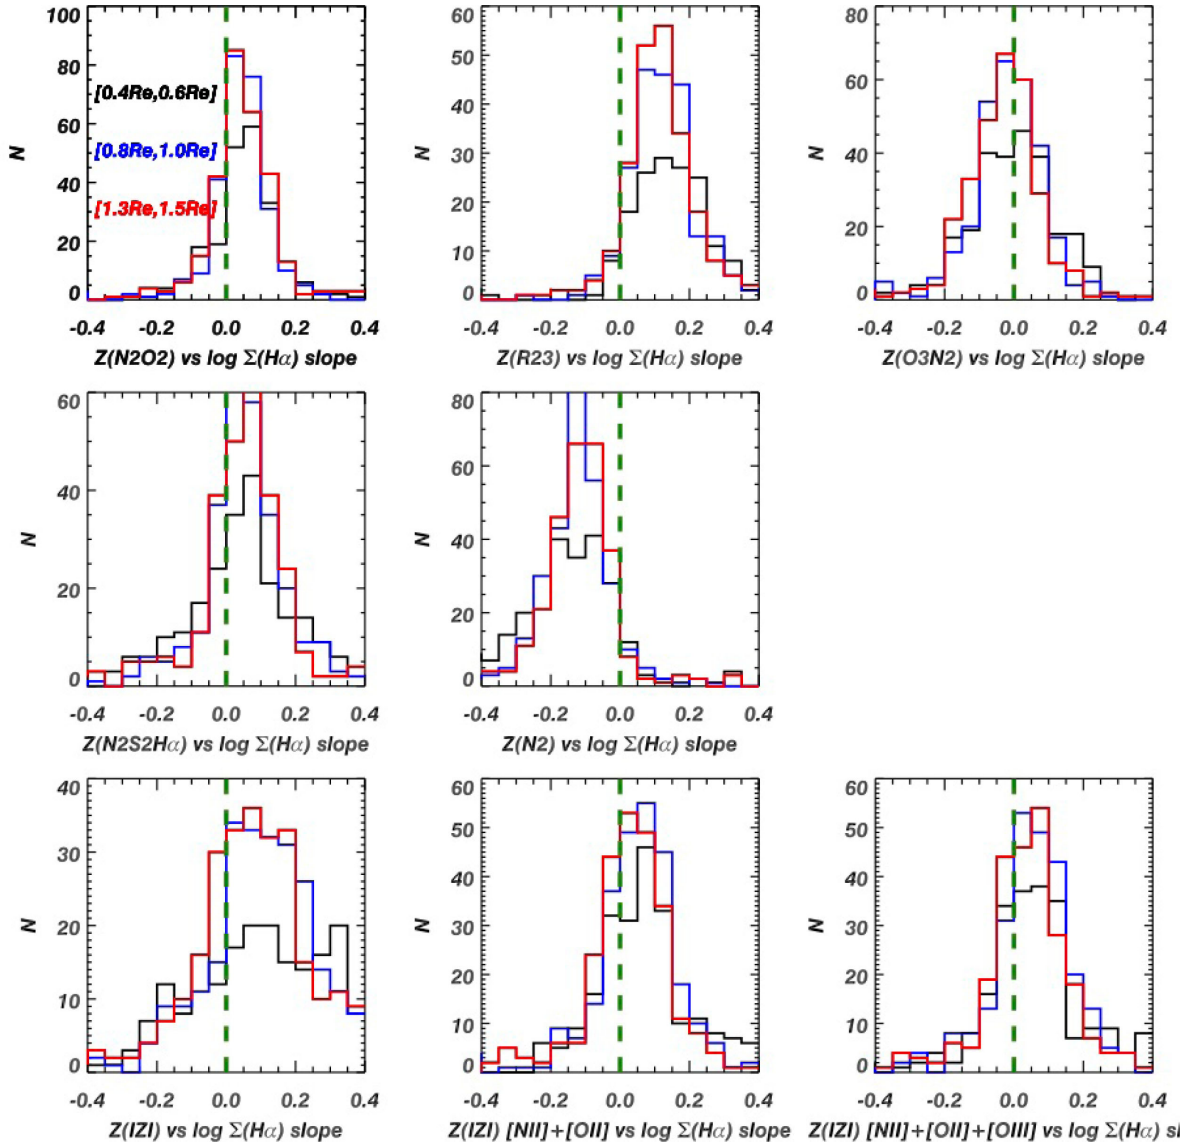 100
80
60
40
20
0
N
[0.4Re,0.6Re]
[0.8Re,1.0Re]
[1.3Re,1.5Re]
-0.4 -0.2 0.0 0.2 0.4
Z(N2O2) vs log Σ(Hα) slope
60
50
40
30
20
10
0
N
-0.4 -0.2 0.0 0.2 0.4
Z(R23) vs log Σ(Hα) slope
80
60
40
20
0
N
-0.4 -0.2 0.0 0.2 0.4
Z(O3N2) vs log Σ(Hα) slope
60
40
20
0
N
-0.4 -0.2 0.0 0.2 0.4
Z(N2S2Hα) vs log Σ(Hα) slope
80
60
40
20
0
N
-0.4 -0.2 0.0 0.2 0.4
Z(N2) vs log Σ(Hα) slope
40
30
20
10
0
N
-0.4 -0.2 0.0 0.2 0.4
Z(IZI) vs log Σ(Hα) slope
60
50
40
30
20
10
0
N
-0.4 -0.2 0.0 0.2 0.4
Z(IZI) [NII]+[OII] vs log Σ(Hα) slope
60
50
40
30
20
10
0
N
-0.4 -0.2 0.0 0.2 0.4
Z(IZI) [NII]+[OII]+[OIII] vs log Σ(Hα) sl